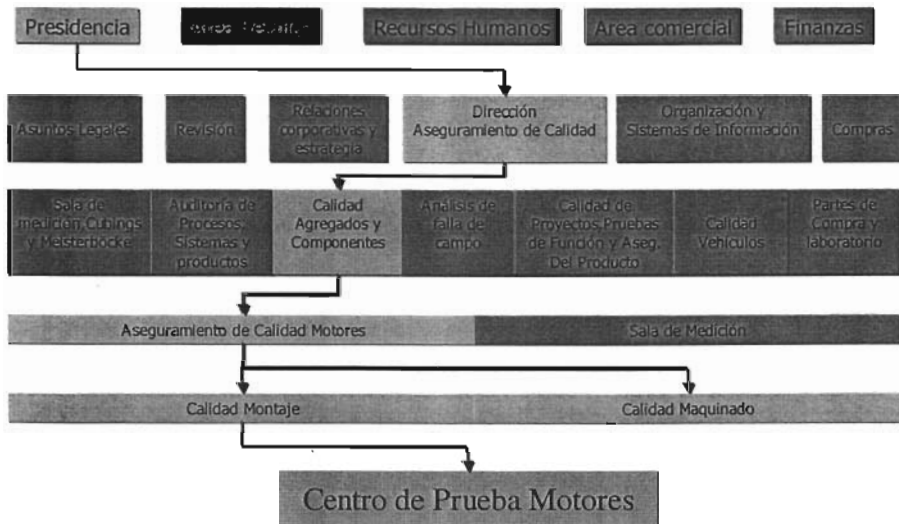 Presidencia
Recursos Humanos
Area comercial
Finanzas
Asuntos Legales
Revisión
Relaciones
corporativas y
estrategia
Dirección
Aseguramiento de Calidad
Organización y
Sistemas de Información
Compras
Sala de
medición,Cubings
y Meisterböcke
Auditoría de
Procesos,
Sistemas y
productos
Calidad
Agregados y
Componentes
Análisis de
falla de
campo
Calidad de
Proyectos,Pruebas
de Función y Aseg.
Del Producto
Calidad
Vehículos
Partes de
Compra y
laboratorio
Aseguramiento de Calidad Motores
Sala de Medición
Calidad Montaje
Calidad Maquinado
Centro de Prueba Motores